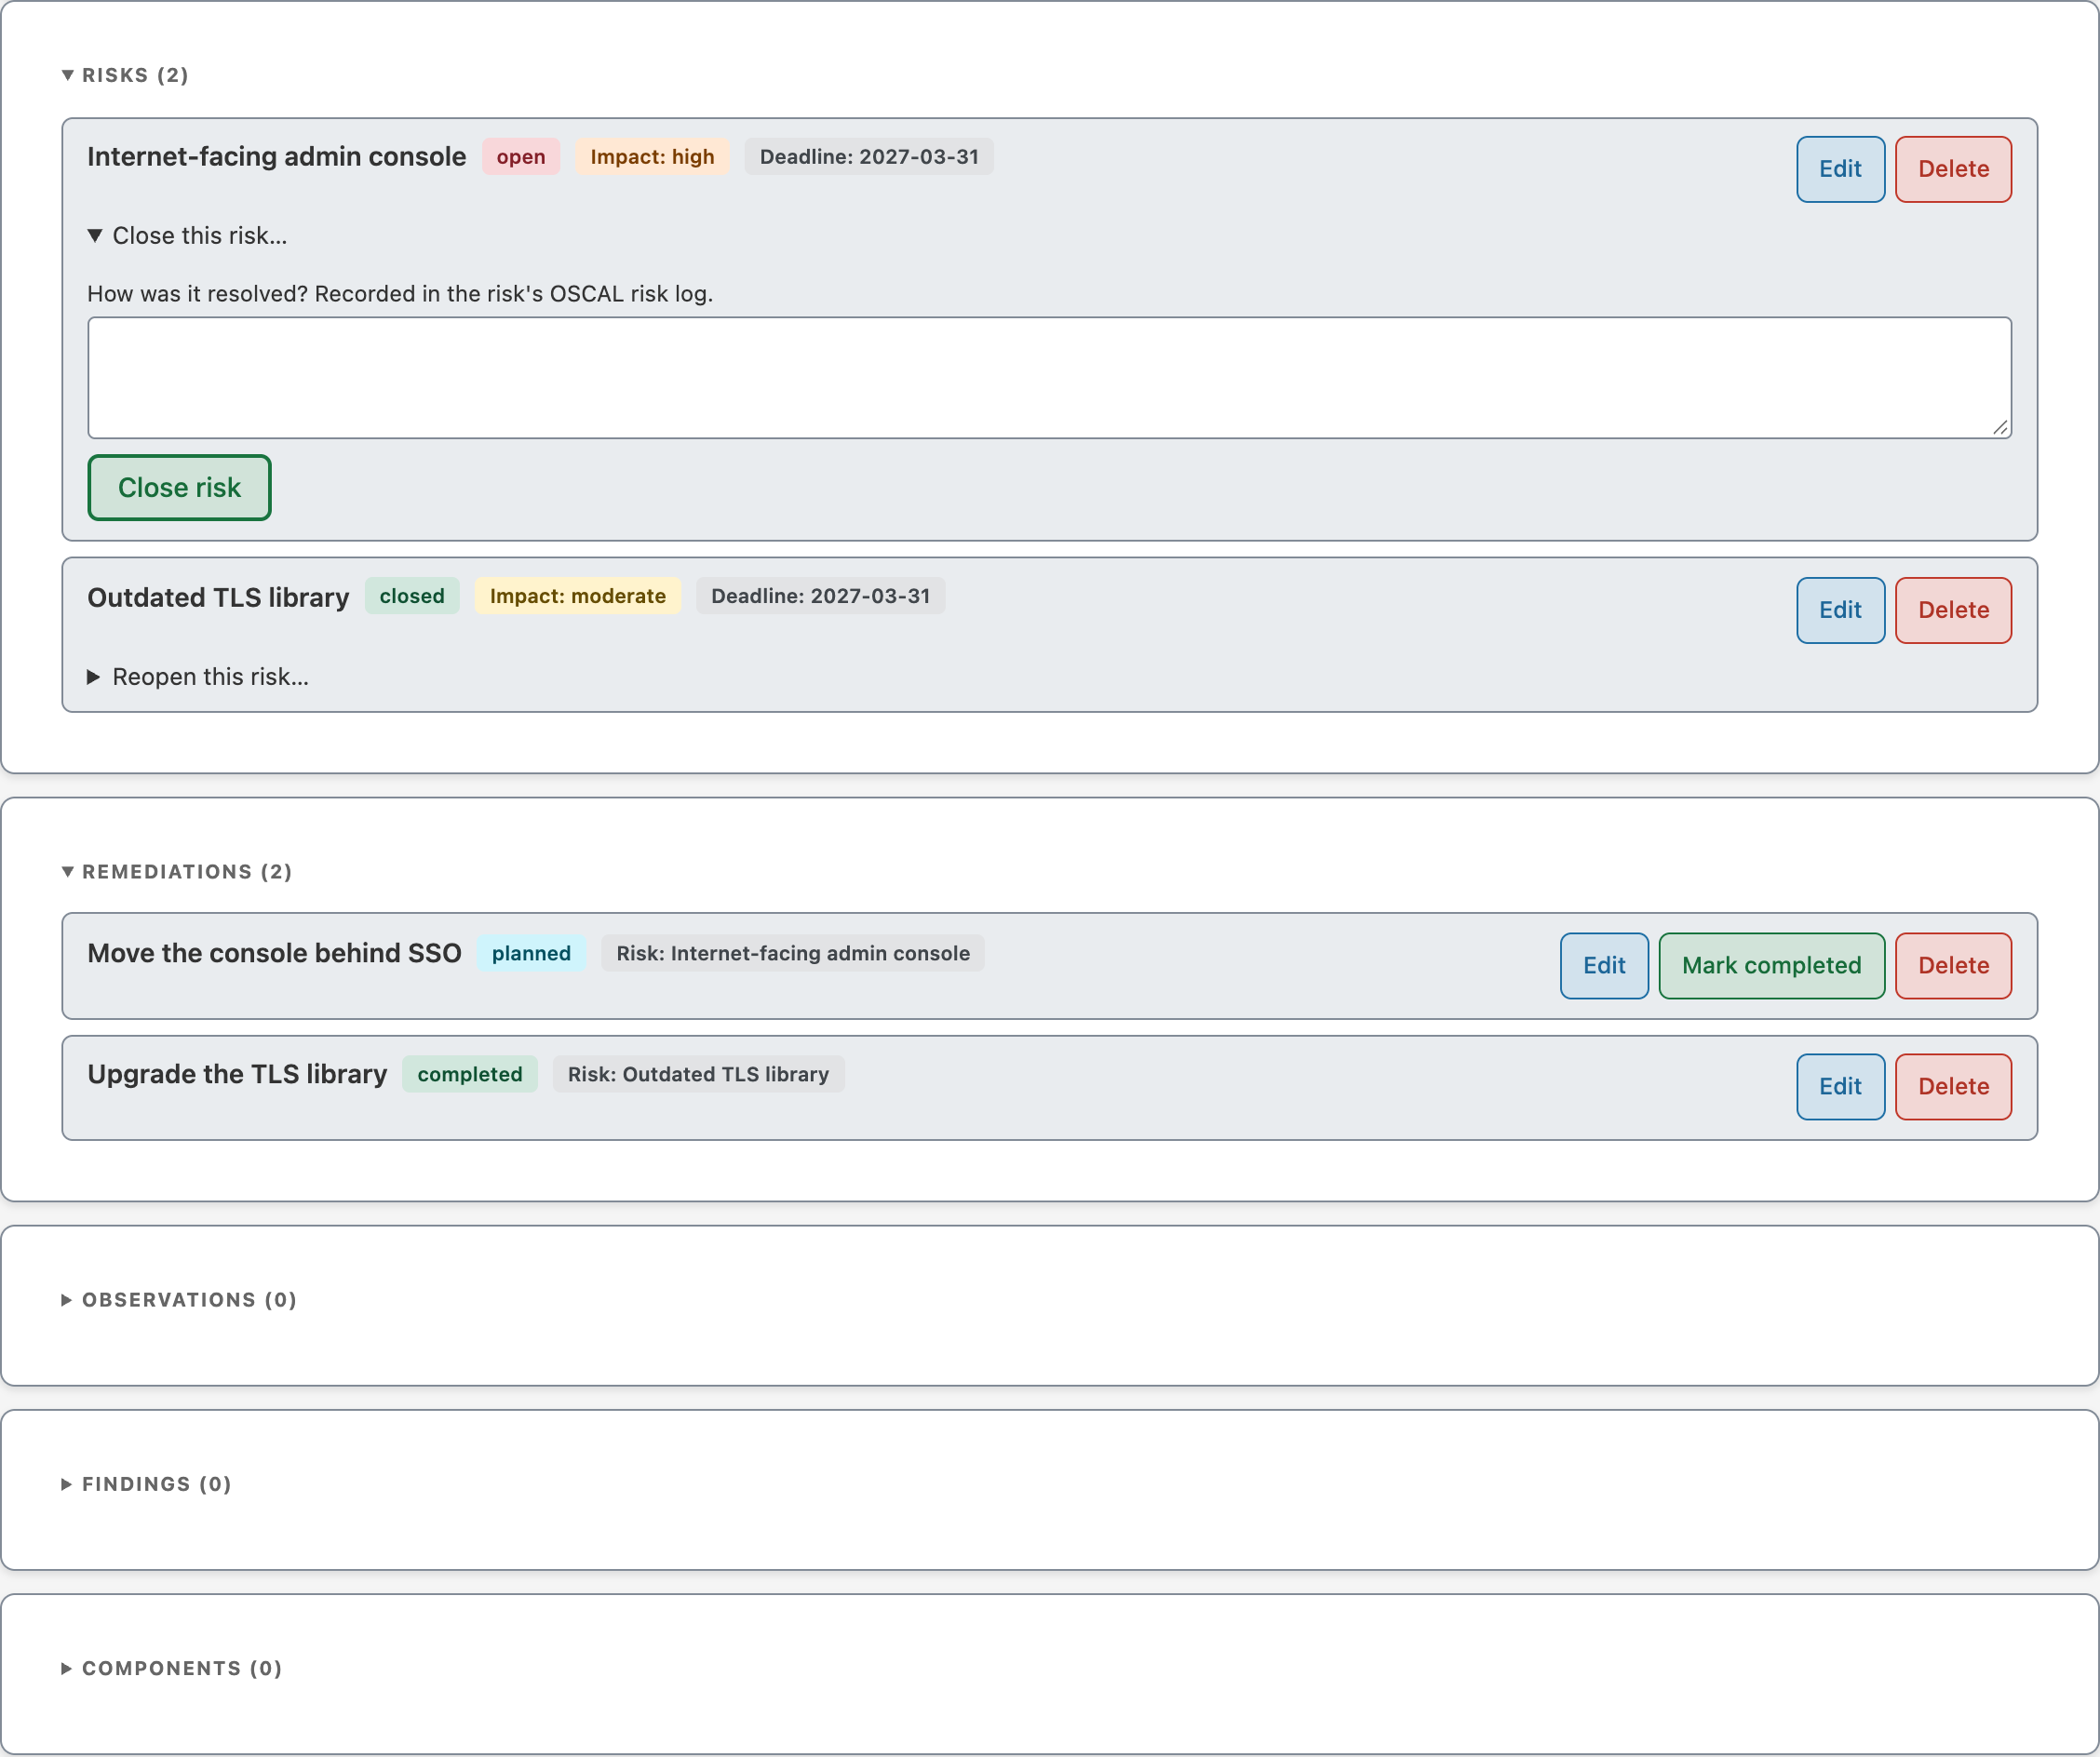 RISKS (2)
Internet-facing admin console open Impact: high Deadline: 2027-03-31 Edit Delete
Close this risk...
How was it resolved? Recorded in the risk's OSCAL risk log.
Close risk
Outdated TLS library closed Impact: moderate Deadline: 2027-03-31 Edit Delete
Reopen this risk...
REMEDIATIONS (2)
Move the console behind SSO planned Risk: Internet-facing admin console Edit Mark completed Delete
Upgrade the TLS library completed Risk: Outdated TLS library Edit Delete
OBSERVATIONS (0)
FINDINGS (0)
COMPONENTS (0)